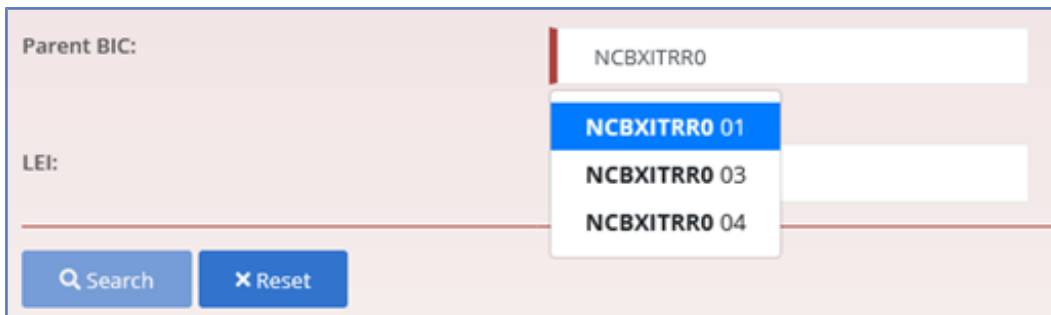 Parent BIC:
NCBXITRR0
NCBXITRR0 01
LEI:
NCBXITRR0 03
NCBXITRR0 04
Search
Reset